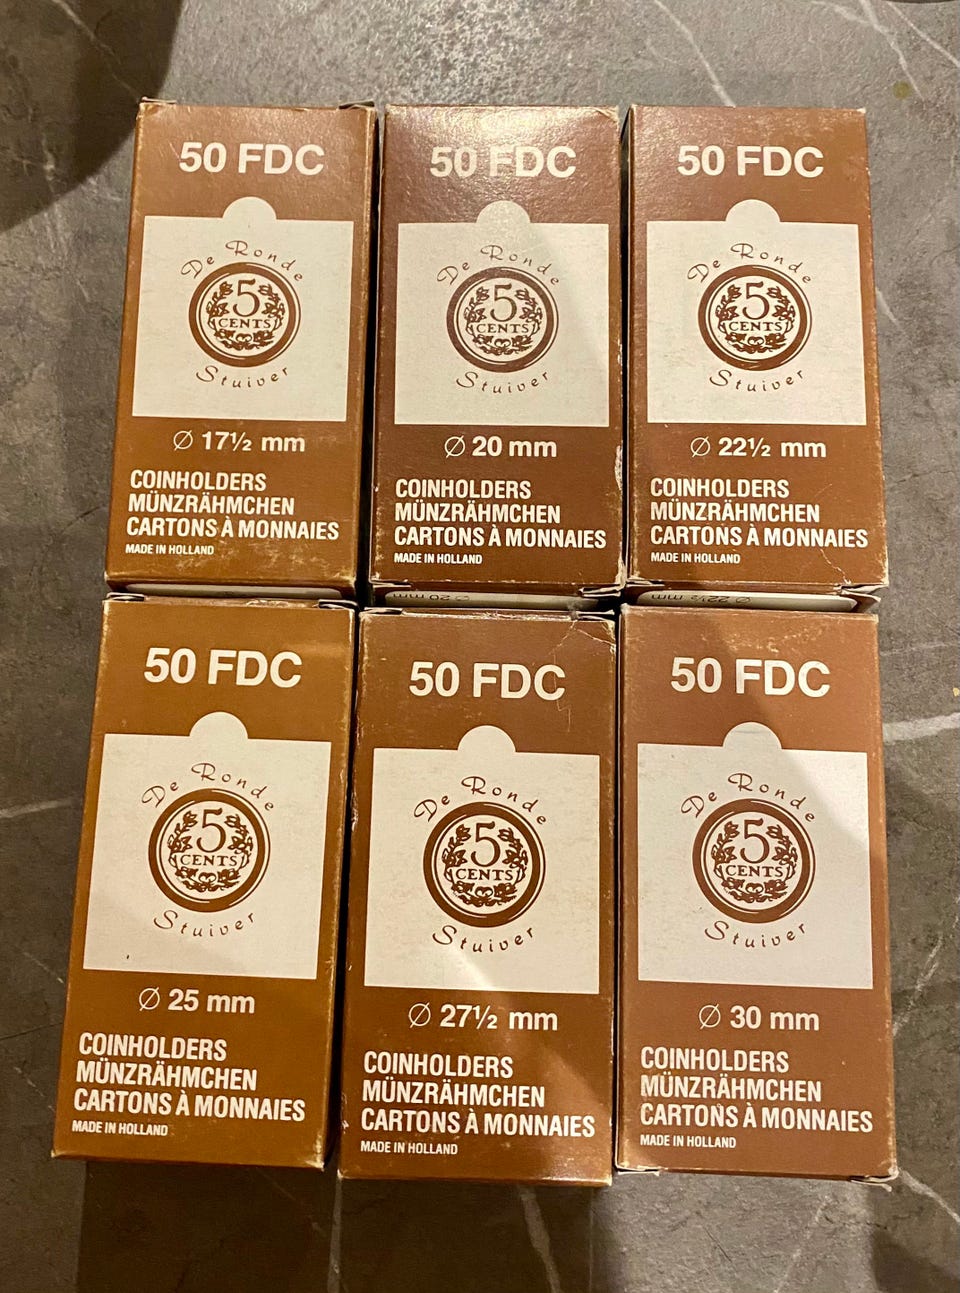 50 FDC
De Ronde
5
CENTS
Stuiver
Ø 17½ mm
COINHOLDERS
MÜNZRÄHMCHEN
CARTONS À MONNAIES
MADE IN HOLLAND
50 FDC
De Ronde
5
CENTS
Stuiver
Ø 20 mm
COINHOLDERS
MÜNZRÄHMCHEN
CARTONS À MONNAIES
MADE IN HOLLAND
50 FDC
De Ronde
5
CENTS
Stuiver
Ø 22½ mm
COINHOLDERS
MÜNZRÄHMCHEN
CARTONS À MONNAIES
MADE IN HOLLAND
Ø 20 mm
Ø 22½ mm
50 FDC
De Ronde
5
CENTS
Stuiver
Ø 25 mm
COINHOLDERS
MÜNZRÄHMCHEN
CARTONS À MONNAIES
MADE IN HOLLAND
50 FDC
De Ronde
5
CENTS
Stuiver
Ø 27½ mm
COINHOLDERS
MÜNZRÄHMCHEN
CARTONS À MONNAIES
MADE IN HOLLAND
50 FDC
De Ronde
5
CENTS
Stuiver
Ø 30 mm
COINHOLDERS
MÜNZRÄHMCHEN
CARTONS À MONNAIES
MADE IN HOLLAND